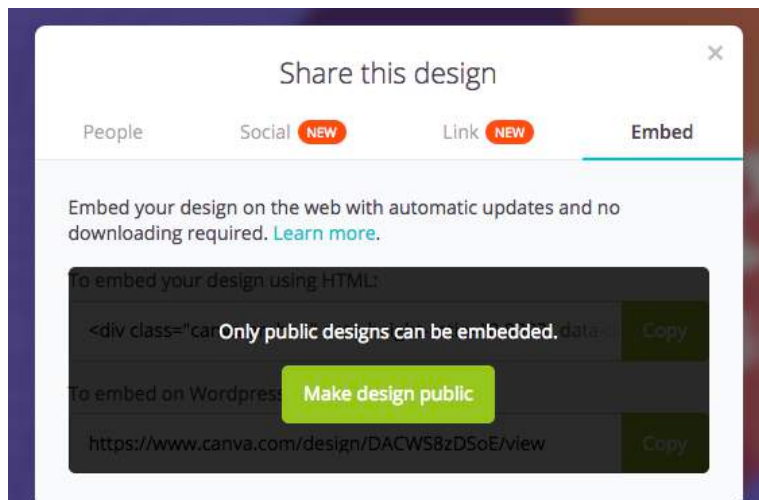 Share this design
×
People Social NEW Link NEW Embed
Embed your design on the web with automatic updates and no
downloading required. Learn more.
To embed your design using HTML:
<div class="can data- Copy
Only public designs can be embedded.
To embed on Wordpress
Make design public
https://www.canva.com/design/DACWS8zDSoE/view Copy